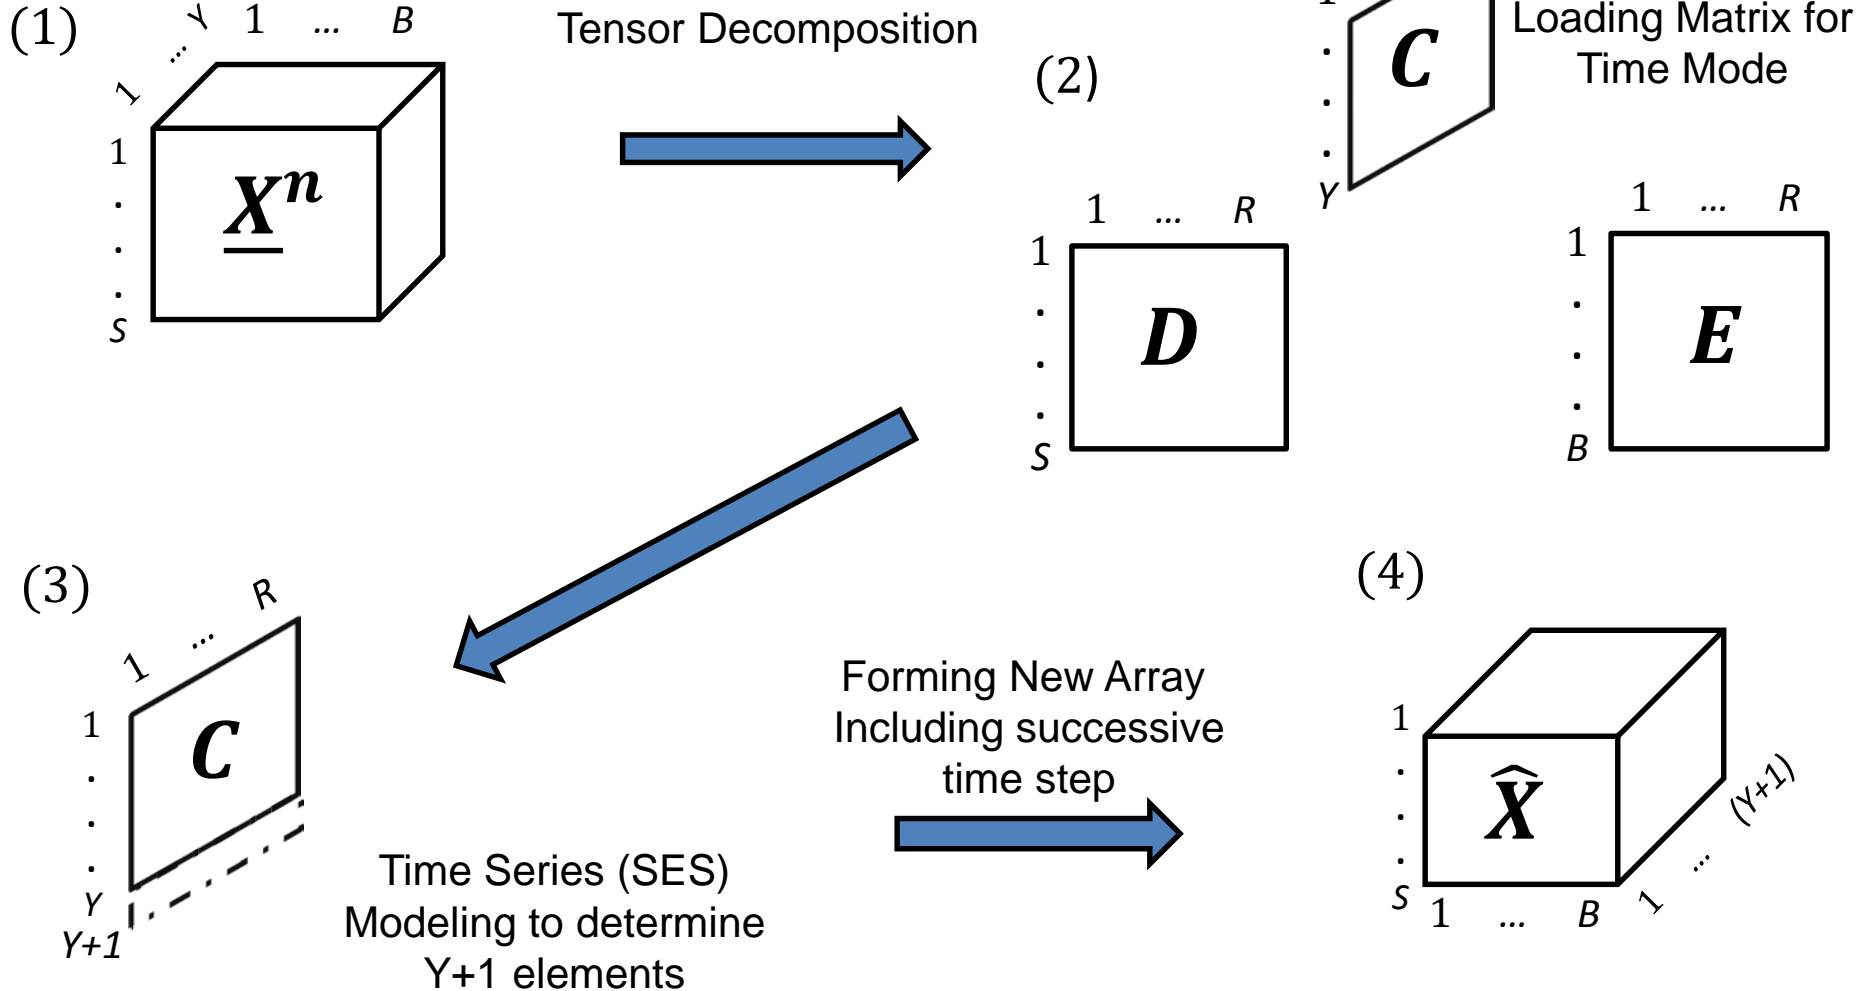 (1)
1 ... Y
1 ... B
1
.
.
.
S
X^n
Tensor Decomposition
(2)
1
.
.
.
Y
C
Loading Matrix for
Time Mode
1 ... R
1
.
.
.
S
D
1 ... R
1
.
.
.
B
E
(3)
1 ... R
1
.
.
.
Y
Y+1
C
Time Series (SES)
Modeling to determine
Y+1 elements
Forming New Array
Including successive
time step
(4)
1
.
.
.
S
X̂
1 ... B
1 ... (Y+1)